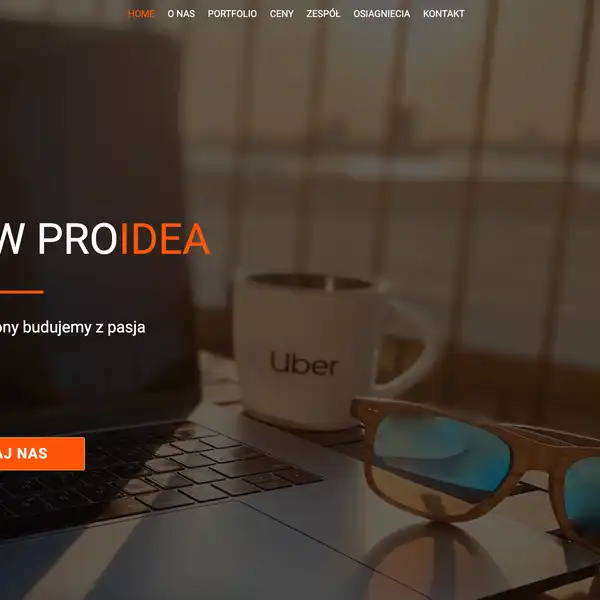 HOME O NAS PORTFOLIO CENY ZESPÓŁ OSIAGNIECIA KONTAKT
W PROIDEA
ony budujemy z pasja
Uber
AJ NAS